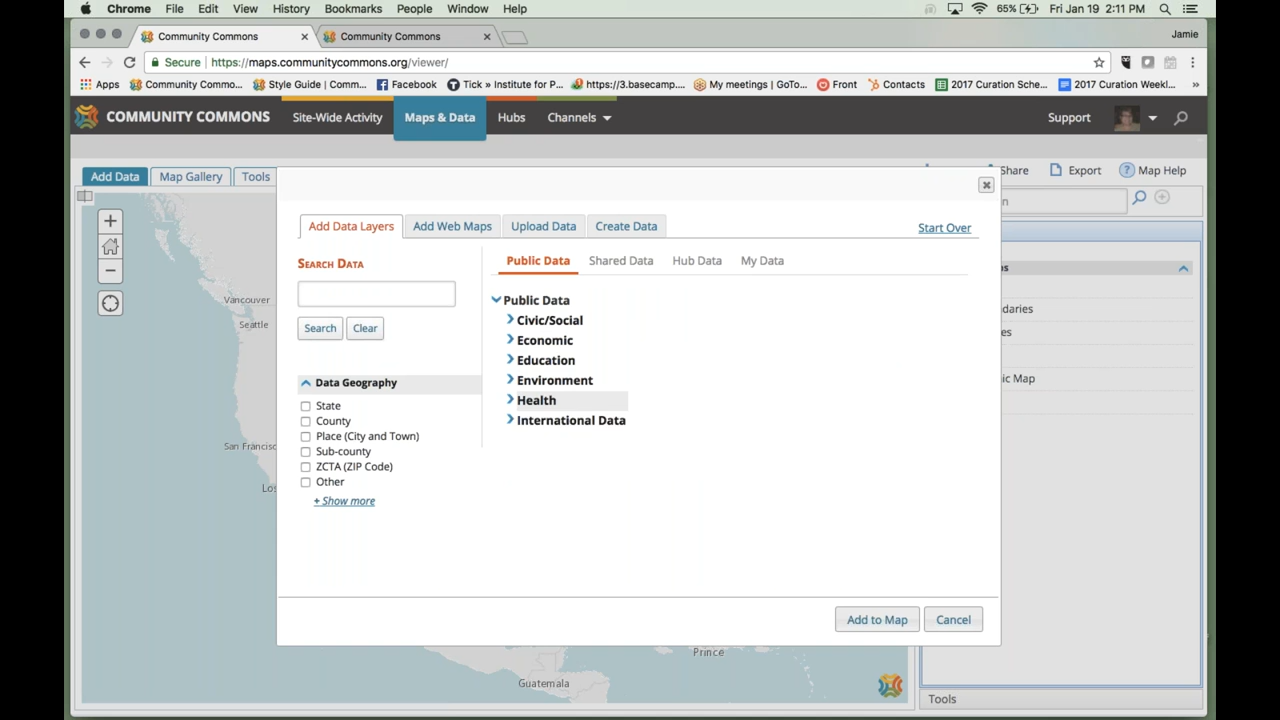 Chrome File Edit View History Bookmarks People Window Help 65% Fri Jan 19 2:11 PM
Community Commons Community Commons Jamie
Secure https://maps.communitycommons.org/viewer/
Apps Community Commo... Style Guide | Comm... Facebook Tick » Institute for P... https://3.basecamp.... My meetings | GoTo... Front Contacts 2017 Curation Sche... 2017 Curation Weekl... »
COMMUNITY COMMONS Site-Wide Activity Maps & Data Hubs Channels Support
Add Data Map Gallery Tools Share Export ? Map Help
Add Data Layers Add Web Maps Upload Data Create Data Start Over
SEARCH DATA
Public Data Shared Data Hub Data My Data
Search Clear
Public Data
Civic/Social
Economic
Education
Environment
Health
International Data
Data Geography
State
County
Place (City and Town)
Sub-county
ZCTA (ZIP Code)
Other
+ Show more
Add to Map Cancel
Vancouver
Seattle
San Francisc
Los
Prince
Guatemala
ic Map
Tools